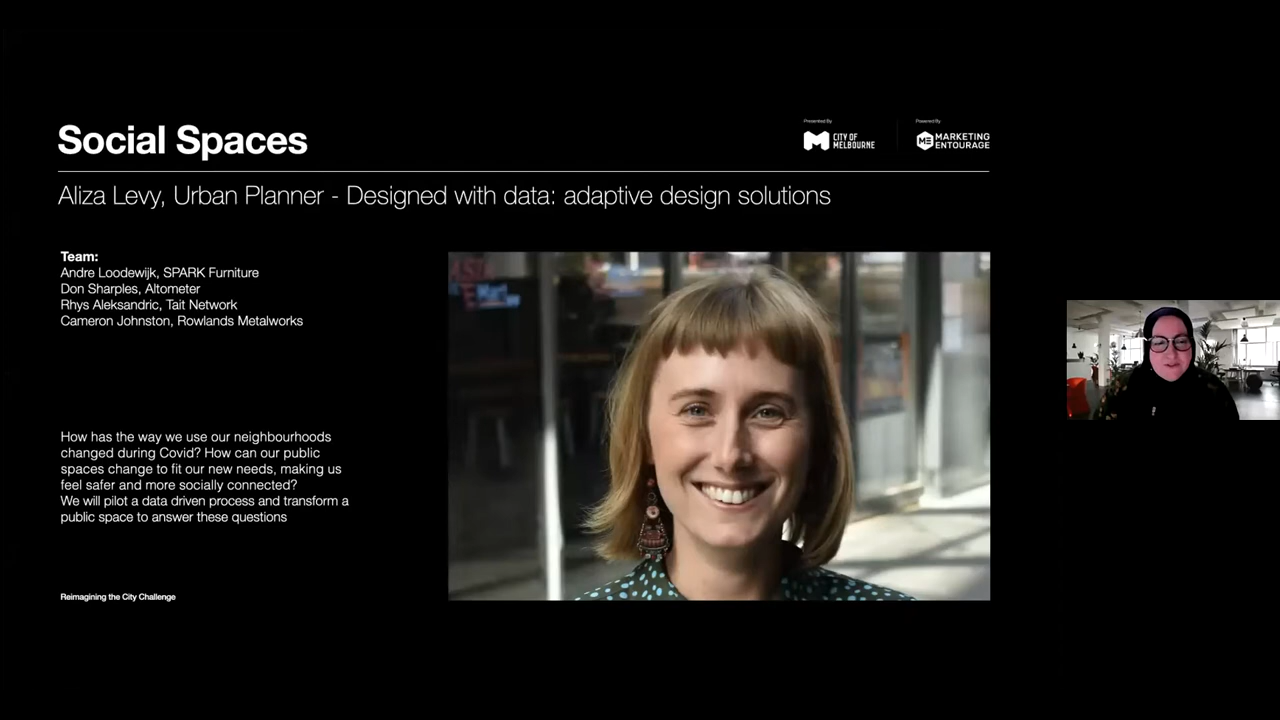 Social Spaces
Presented By
CITY OF
MELBOURNE
Powered By
ME MARKETING
ENTOURAGE
Aliza Levy, Urban Planner - Designed with data: adaptive design solutions
Team:
Andre Loodewijk, SPARK Furniture
Don Sharples, Altometer
Rhys Aleksandric, Tait Network
Cameron Johnston, Rowlands Metalworks
How has the way we use our neighbourhoods
changed during Covid? How can our public
spaces change to fit our new needs, making us
feel safer and more socially connected?
We will pilot a data driven process and transform a
public space to answer these questions
Reimagining the City Challenge